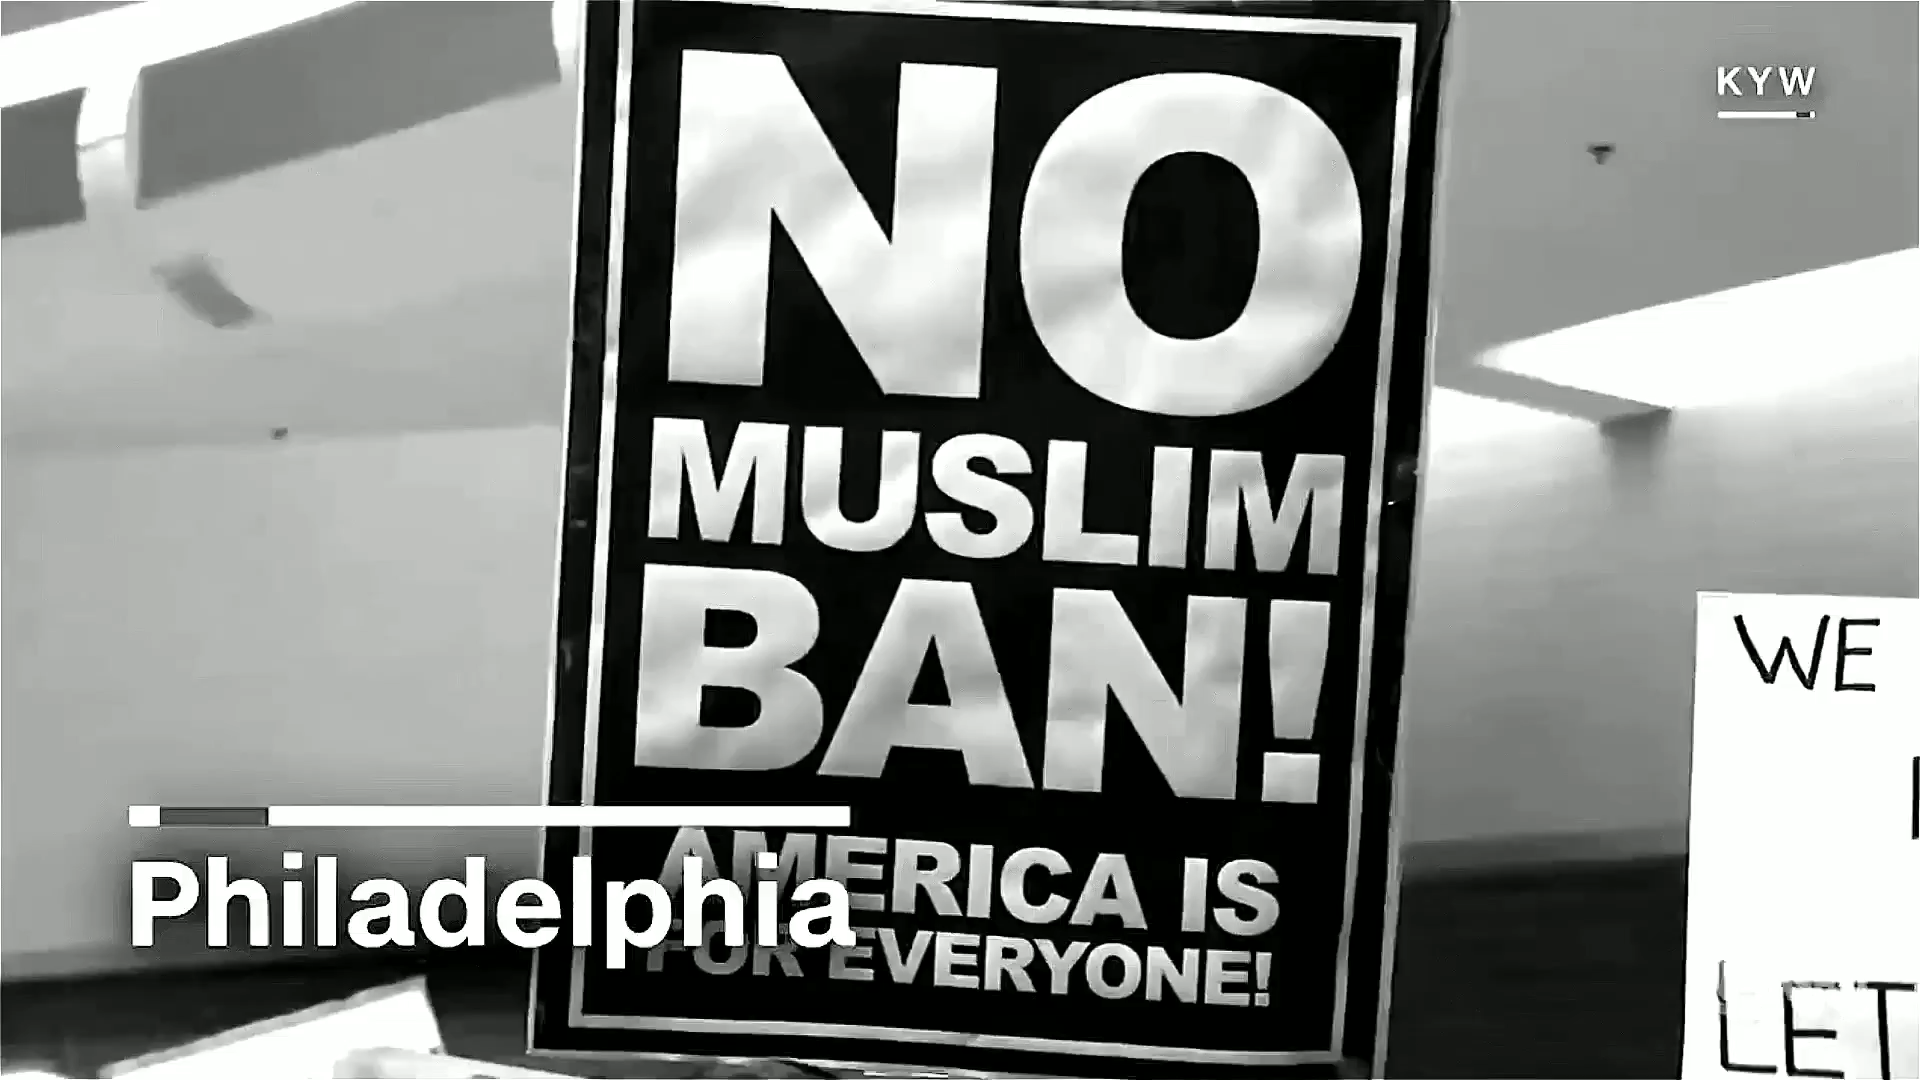 KYW
NO
MUSLIM
BAN!
AMERICA IS
FOR EVERYONE!
Philadelphia
WE
LET